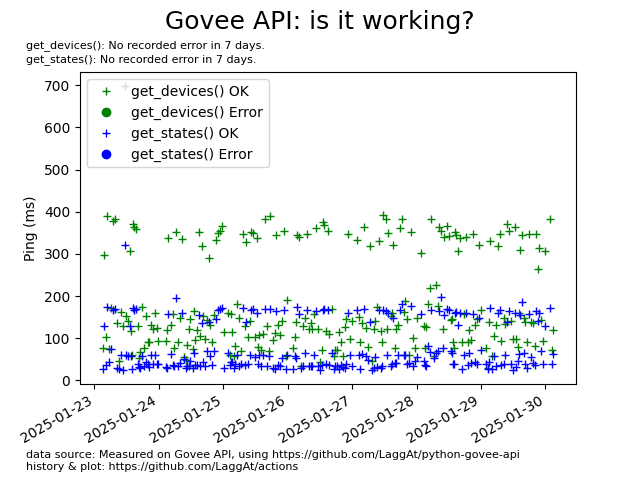 Govee API: is it working?
get_devices(): No recorded error in 7 days.
get_states(): No recorded error in 7 days.
get_devices() OK
get_devices() Error
get_states() OK
get_states() Error
Ping (ms)
700
600
500
400
300
200
100
0
2025-01-23
2025-01-24
2025-01-25
2025-01-26
2025-01-27
2025-01-28
2025-01-29
2025-01-30
data source: Measured on Govee API, using https://github.com/LaggAt/python-govee-api
history & plot: https://github.com/LaggAt/actions